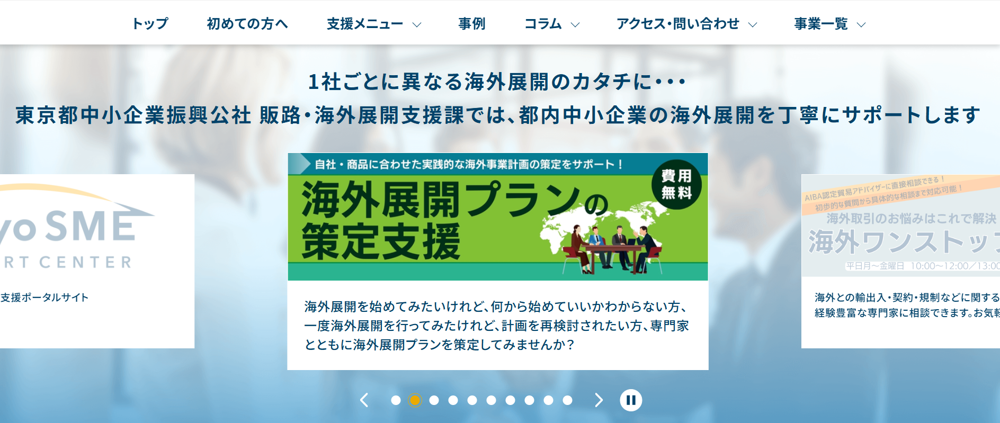 トップ 初めての方へ 支援メニュー 事例 コラム アクセス・問い合わせ 事業一覧
1社ごとに異なる海外展開のカタチに・・・
東京都中小企業振興公社 販路・海外展開支援課では、都内中小企業の海外展開を丁寧にサポートします
yo SME
RT CENTER
支援ポータルサイト
自社・商品に合わせた実践的な海外事業計画の策定をサポート！
費用
無料
海外展開プランの
策定支援
海外展開を始めてみたいけれど、何から始めていいかわからない方、
一度海外展開を行ってみたけれど、計画を再検討されたい方、専門家
とともに海外展開プランを策定してみませんか？
AIBA認定貿易アドバイザーに直接相談できる！
初歩的な質問から具体的な相談まで対応可能！
海外取引のお悩みはこれで解決
海外ワンストップ
平日月～金曜日 10:00～12:00／13:00
海外との輸出入・契約・規制などに関する
経験豊富な専門家に相談できます。お気軽